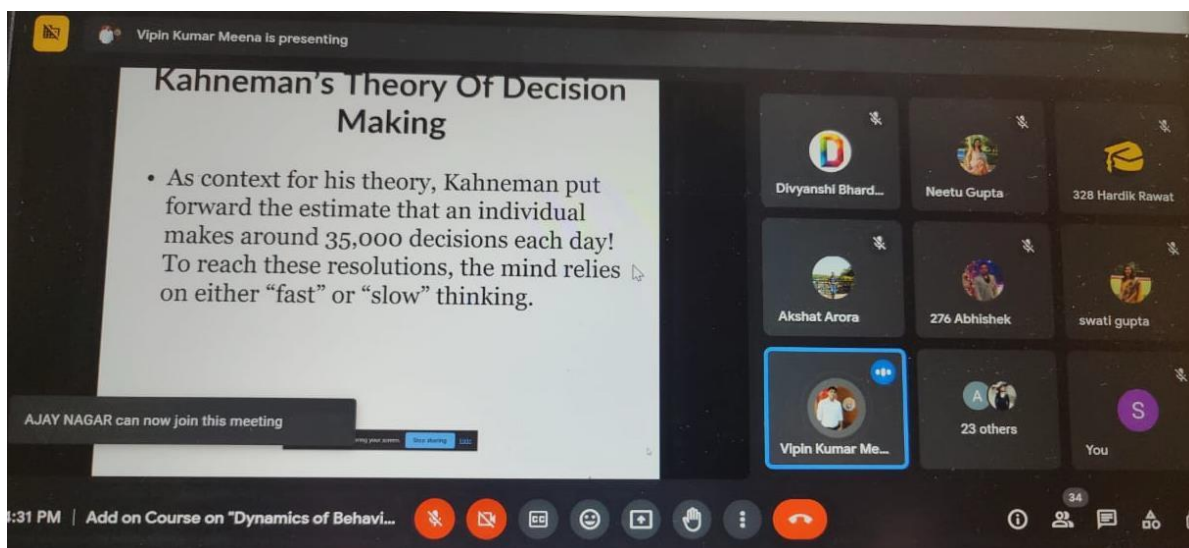 Vipin Kumar Meena is presenting
Kahneman's Theory Of Decision
Making
• As context for his theory, Kahneman put
forward the estimate that an individual
makes around 35,000 decisions each day!
To reach these resolutions, the mind relies
on either “fast” or “slow” thinking.
AJAY NAGAR can now join this meeting
Stop sharing
D
Divyanshi Bhard...
Neetu Gupta
328 Hardik Rawat
Akshat Arora
276 Abhishek
swati gupta
Vipin Kumar Me...
A
23 others
S
You
:31 PM | Add on Course on "Dynamics of Behavi...
CC
34